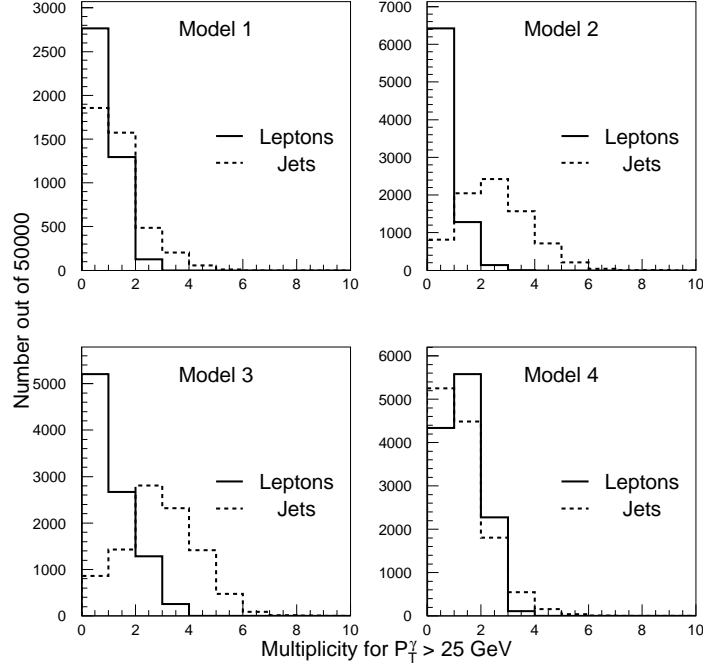 Number out of 50000
Model 1
Leptons
Jets
0
500
1000
1500
2000
2500
3000
0 2 4 6 8 10
Model 2
Leptons
Jets
0
1000
2000
3000
4000
5000
6000
7000
0 2 4 6 8 10
Model 3
Leptons
Jets
0
1000
2000
3000
4000
5000
0 2 4 6 8 10
Model 4
Leptons
Jets
0
1000
2000
3000
4000
5000
6000
0 2 4 6 8 10
Multiplicity for P_T^γ > 25 GeV